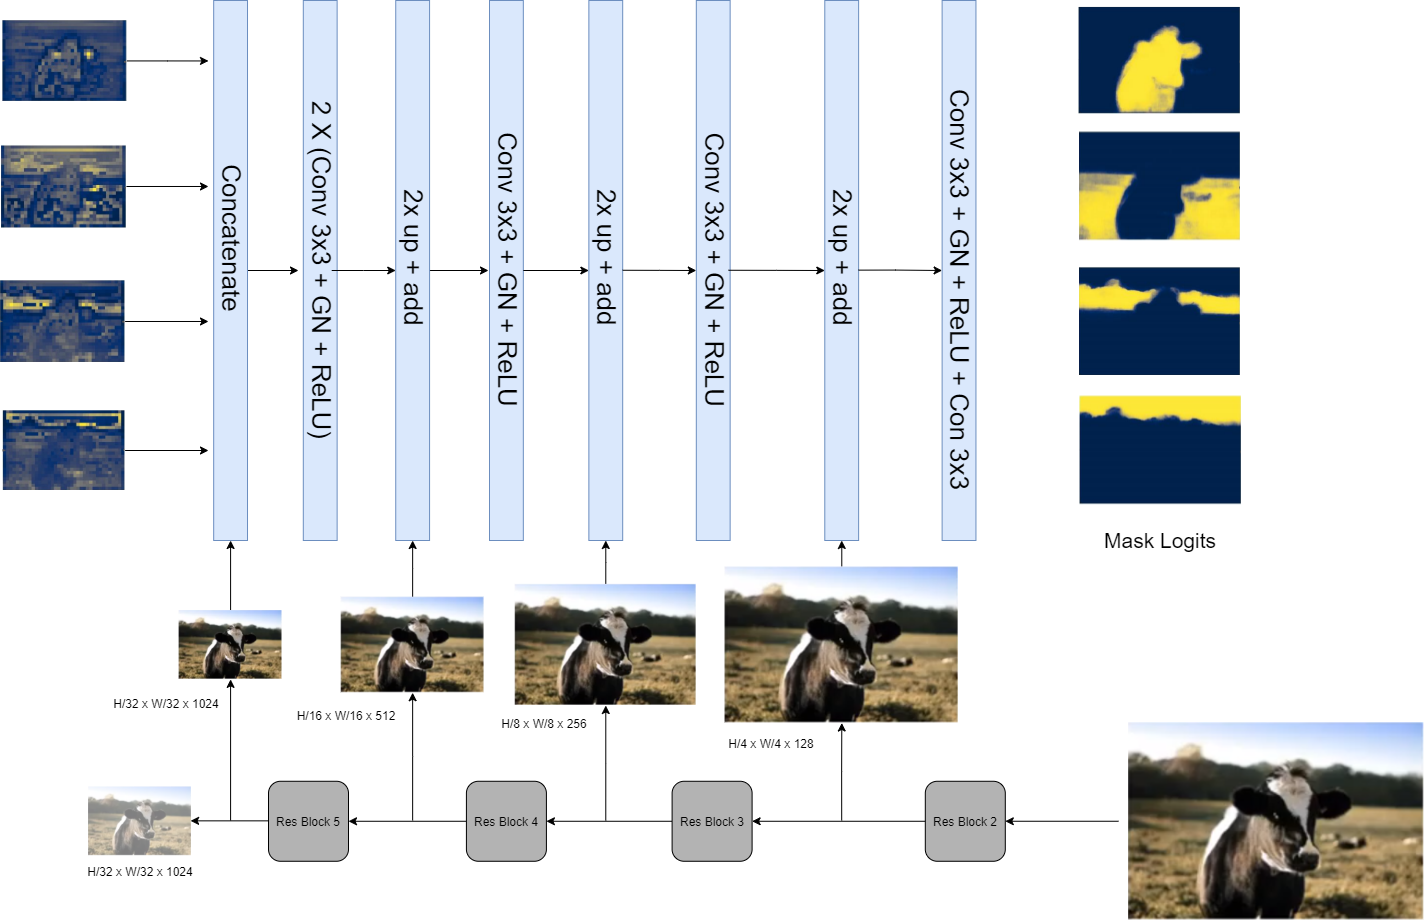 Concatenate
2 X (Conv 3x3 + GN + ReLU)
2x up + add
Conv 3x3 + GN + ReLU
2x up + add
Conv 3x3 + GN + ReLU
2x up + add
Conv 3x3 + GN + ReLU + Con 3x3
Mask Logits
H/32 x W/32 x 1024
H/16 x W/16 x 512
H/8 x W/8 x 256
H/4 x W/4 x 128
Res Block 5
Res Block 4
Res Block 3
Res Block 2
H/32 x W/32 x 1024